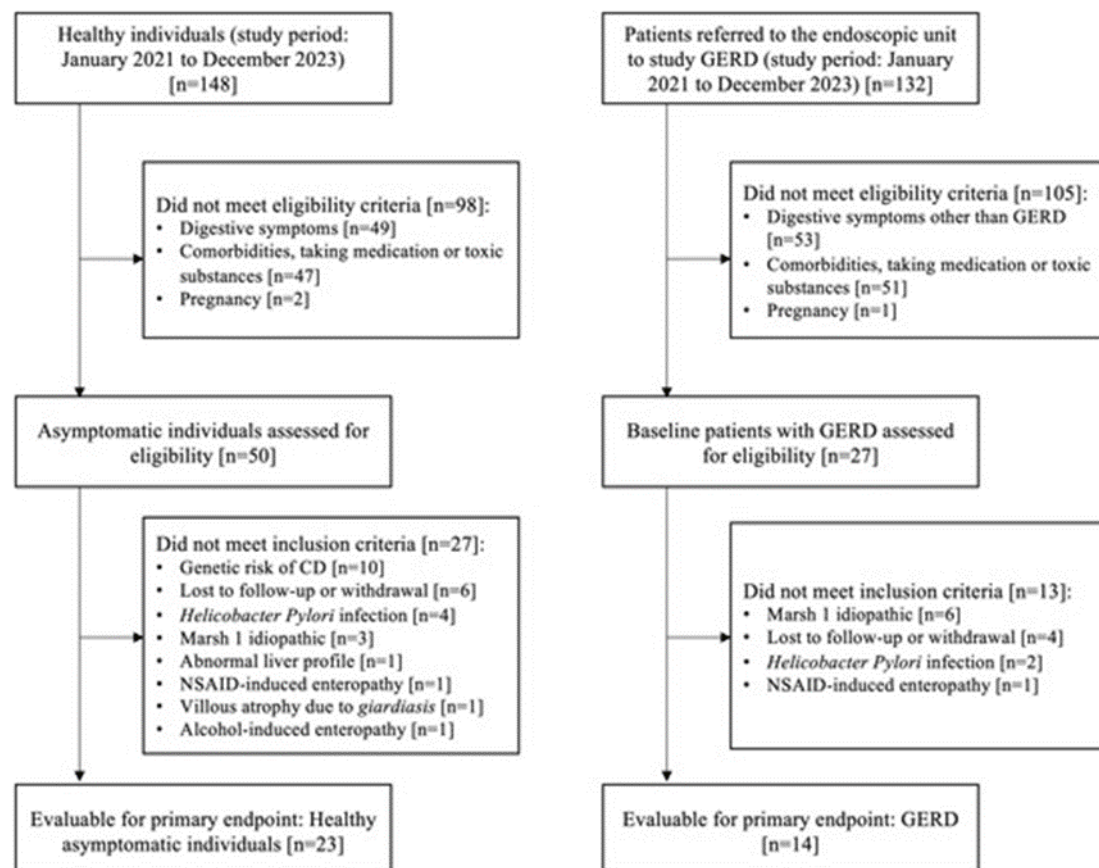 Healthy individuals (study period:
January 2021 to December 2023)
[n=148]
Did not meet eligibility criteria [n=98]:
• Digestive symptoms [n=49]
• Comorbidities, taking medication or toxic
substances [n=47]
• Pregnancy [n=2]
Asymptomatic individuals assessed for
eligibility [n=50]
Did not meet inclusion criteria [n=27]:
• Genetic risk of CD [n=10]
• Lost to follow-up or withdrawal [n=6]
• Helicobacter Pylori infection [n=4]
• Marsh 1 idiopathic [n=3]
• Abnormal liver profile [n=1]
• NSAID-induced enteropathy [n=1]
• Villous atrophy due to giardiasis [n=1]
• Alcohol-induced enteropathy [n=1]
Evaluable for primary endpoint: Healthy
asymptomatic individuals [n=23]
Patients referred to the endoscopic unit
to study GERD (study period: January
2021 to December 2023) [n=132]
Did not meet eligibility criteria [n=105]:
• Digestive symptoms other than GERD
[n=53]
• Comorbidities, taking medication or toxic
substances [n=51]
• Pregnancy [n=1]
Baseline patients with GERD assessed
for eligibility [n=27]
Did not meet inclusion criteria [n=13]:
• Marsh 1 idiopathic [n=6]
• Lost to follow-up or withdrawal [n=4]
• Helicobacter Pylori infection [n=2]
• NSAID-induced enteropathy [n=1]
Evaluable for primary endpoint: GERD
[n=14]